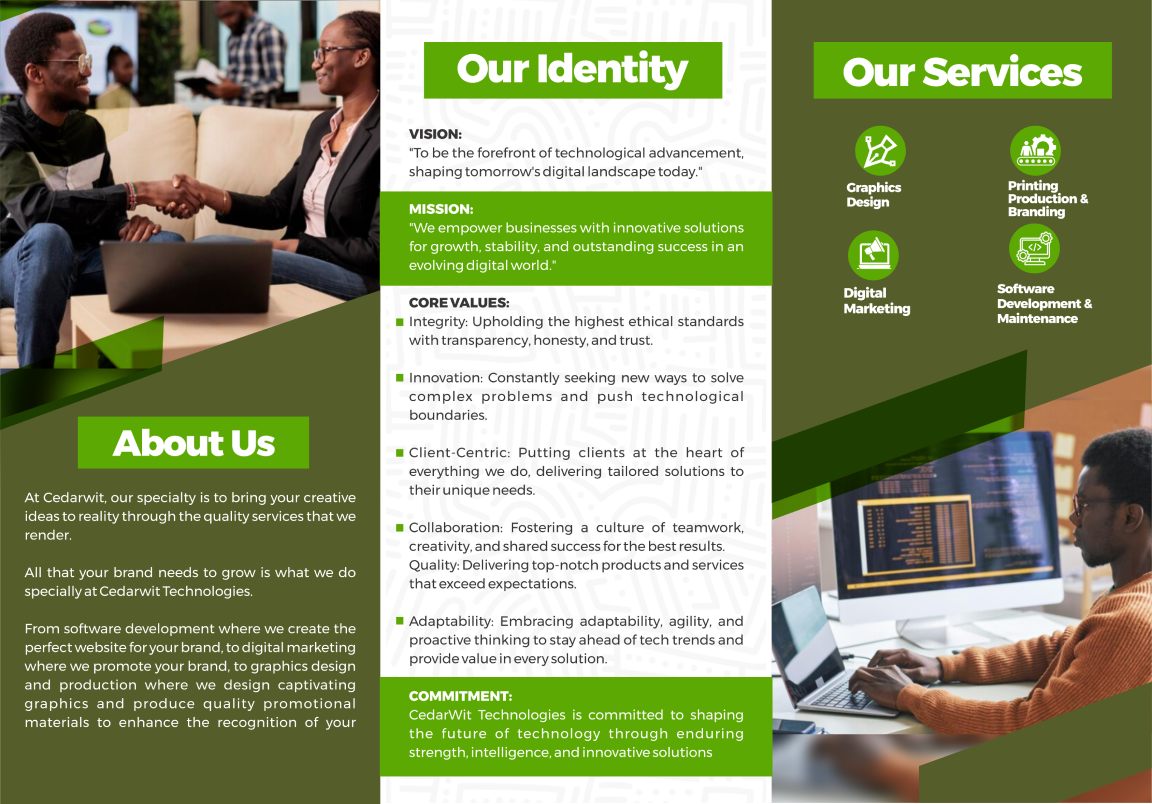 About Us
At Cedarwit, our specialty is to bring your creative
ideas to reality through the quality services that we
render.
All that your brand needs to grow is what we do
specially at Cedarwit Technologies.
From software development where we create the
perfect website for your brand, to digital marketing
where we promote your brand, to graphics design
and production where we design captivating
graphics and produce quality promotional
materials to enhance the recognition of your
Our Identity
VISION:
"To be the forefront of technological advancement,
shaping tomorrow's digital landscape today."
MISSION:
"We empower businesses with innovative solutions
for growth, stability, and outstanding success in an
evolving digital world."
CORE VALUES:
Integrity: Upholding the highest ethical standards
with transparency, honesty, and trust.
Innovation: Constantly seeking new ways to solve
complex problems and push technological
boundaries.
Client-Centric: Putting clients at the heart of
everything we do, delivering tailored solutions to
their unique needs.
Collaboration: Fostering a culture of teamwork,
creativity, and shared success for the best results.
Quality: Delivering top-notch products and services
that exceed expectations.
Adaptability: Embracing adaptability, agility, and
proactive thinking to stay ahead of tech trends and
provide value in every solution.
COMMITMENT:
CedarWit Technologies is committed to shaping
the future of technology through enduring
strength, intelligence, and innovative solutions
Our Services
Graphics
Design
Printing
Production &
Branding
Digital
Marketing
Software
Development &
Maintenance